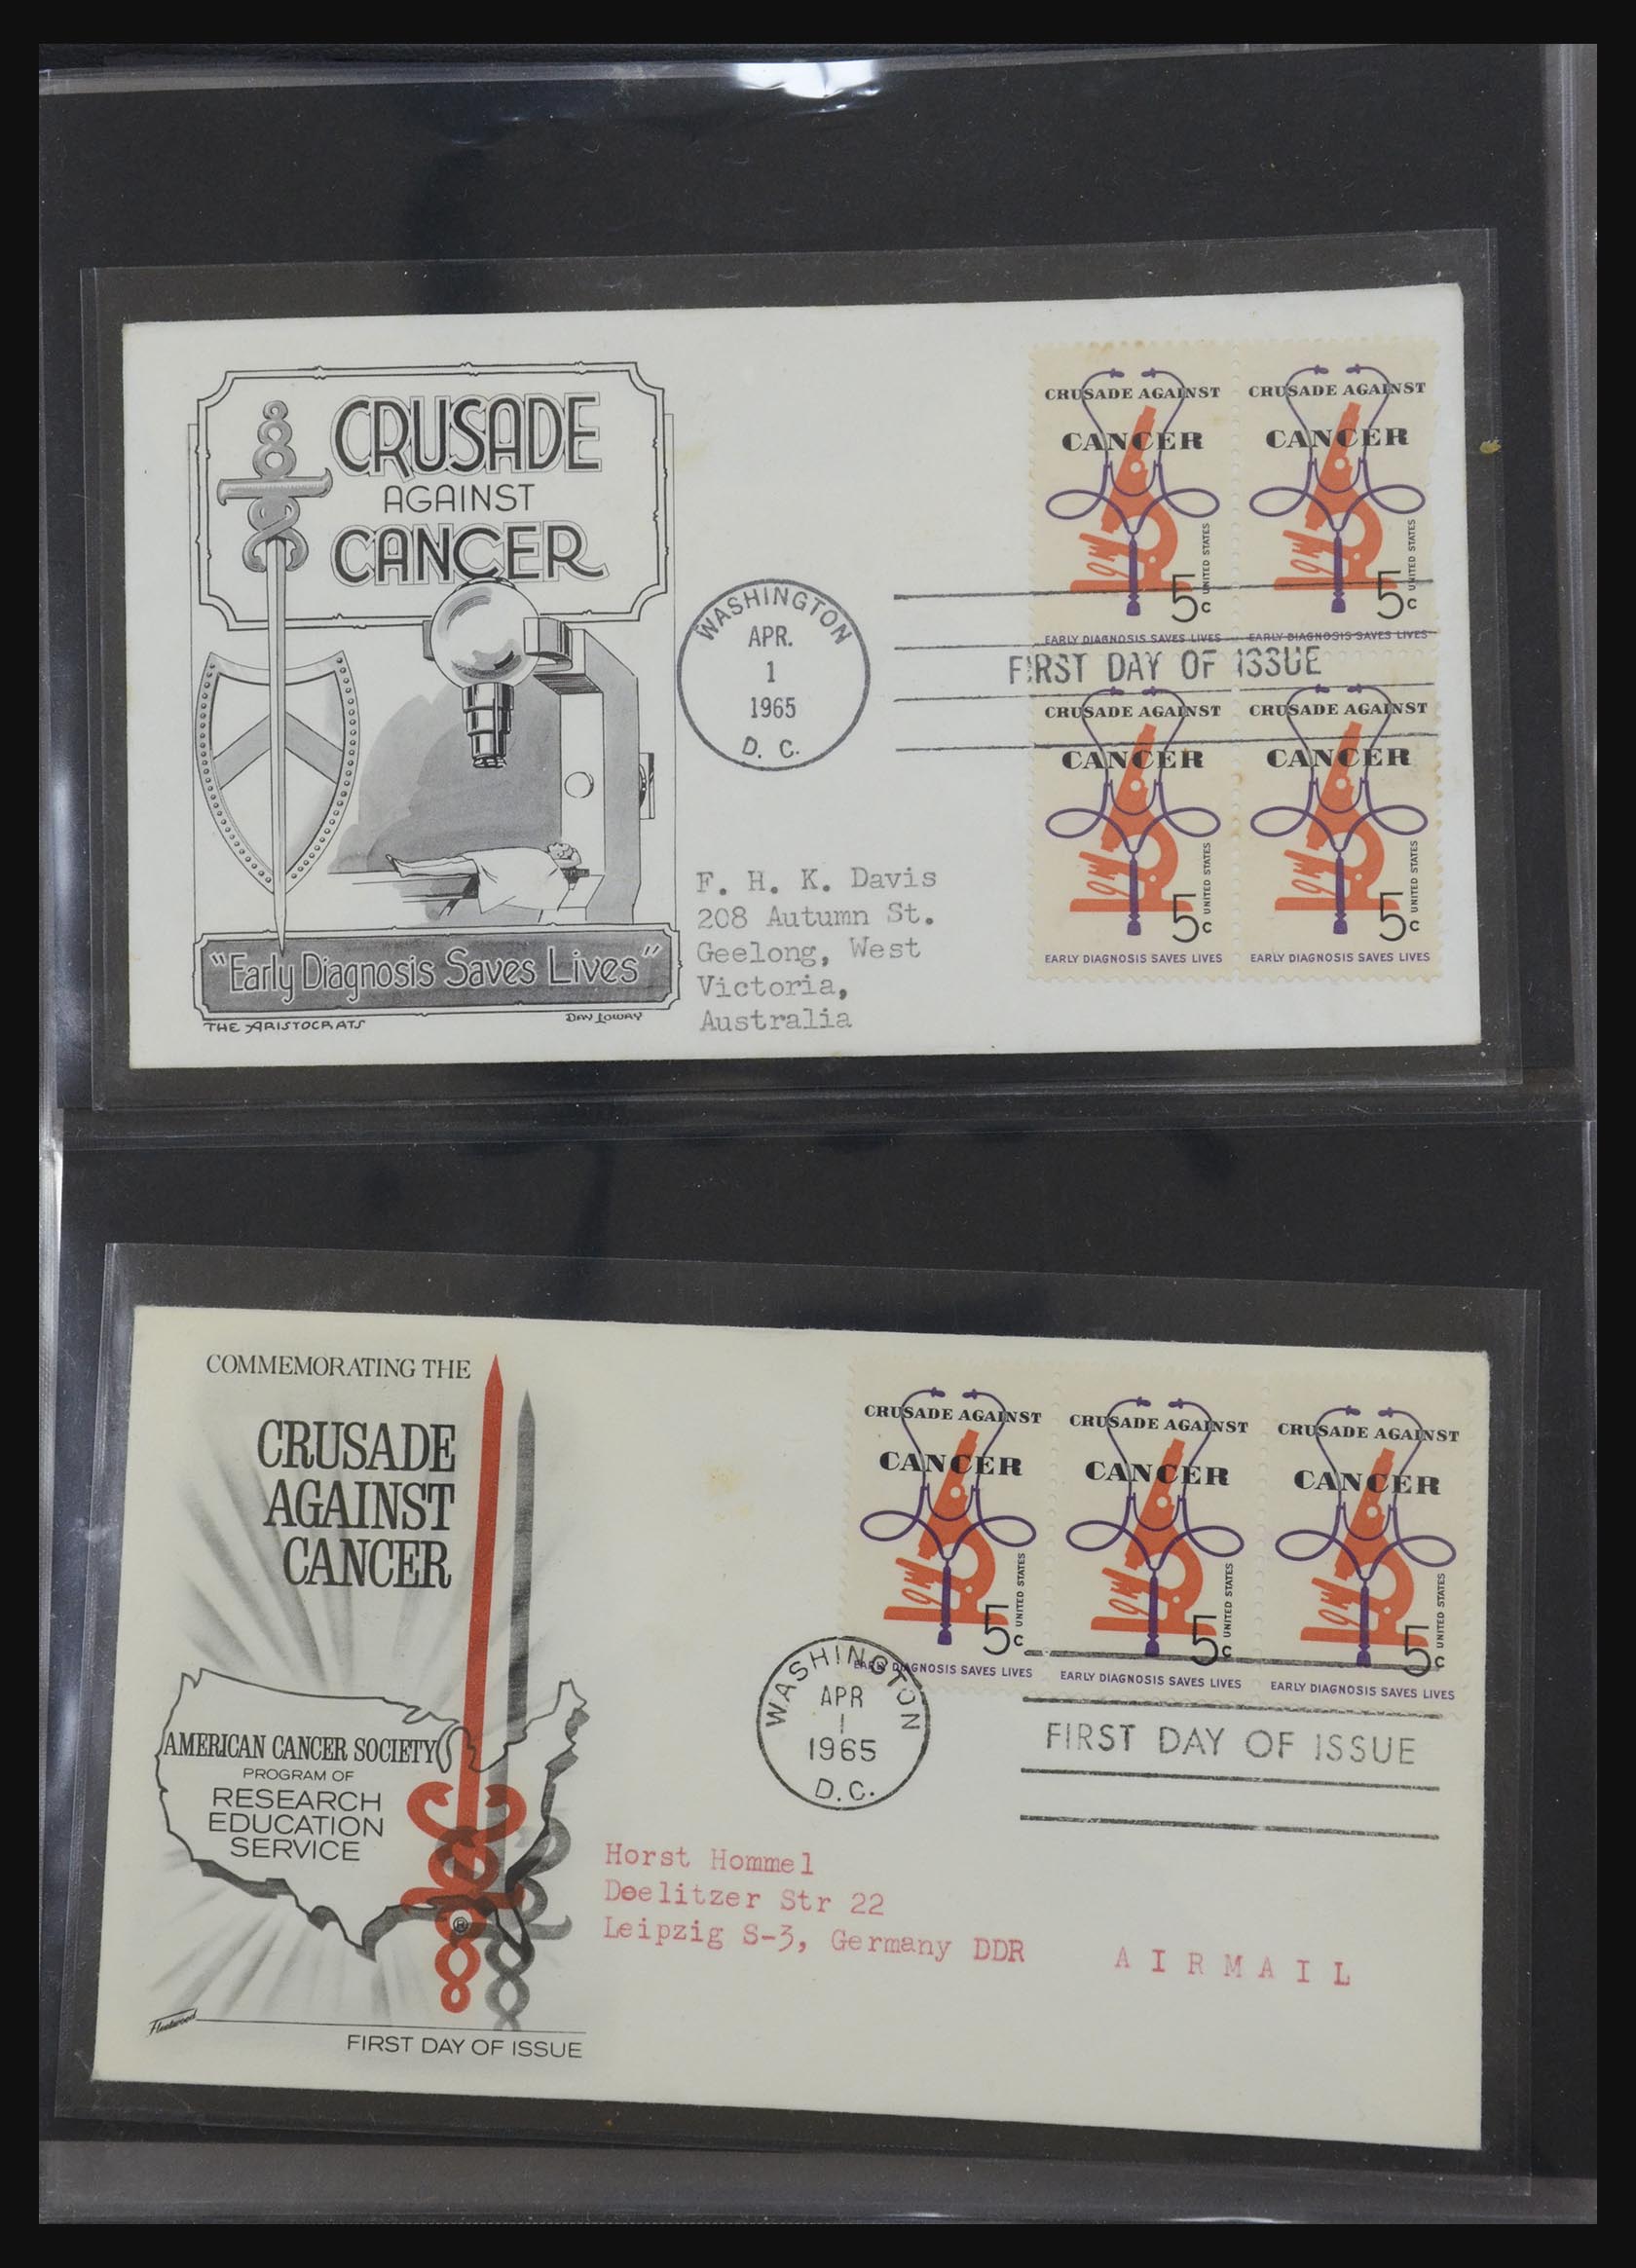 CRUSADE
AGAINST
CANCER
"Early Diagnosis Saves Lives"
THE ARISTOCRATS
DAY LOWRY
WASHINGTON
APR.
1
1965
D. C.
FIRST DAY OF ISSUE
F. H. K. Davis
208 Autumn St.
Geelong, West
Victoria,
Australia
CRUSADE AGAINST
CANCER
UNITED STATES
5c
EARLY DIAGNOSIS SAVES LIVES
CRUSADE AGAINST
CANCER
UNITED STATES
5c
EARLY DIAGNOSIS SAVES LIVES
CRUSADE AGAINST
CANCER
UNITED STATES
5c
EARLY DIAGNOSIS SAVES LIVES
CRUSADE AGAINST
CANCER
UNITED STATES
5c
EARLY DIAGNOSIS SAVES LIVES
COMMEMORATING THE
CRUSADE
AGAINST
CANCER
AMERICAN CANCER SOCIETY
PROGRAM OF
RESEARCH
EDUCATION
SERVICE
®
Fleetwood
FIRST DAY OF ISSUE
CRUSADE AGAINST
CANCER
UNITED STATES
5c
EARLY DIAGNOSIS SAVES LIVES
CRUSADE AGAINST
CANCER
UNITED STATES
5c
EARLY DIAGNOSIS SAVES LIVES
CRUSADE AGAINST
CANCER
UNITED STATES
5c
EARLY DIAGNOSIS SAVES LIVES
WASHINGTON
APR
1
1965
D.C.
FIRST DAY OF ISSUE
Horst Hommel
Doelitzer Str 22
Leipzig S-3, Germany DDR
AIRMAIL